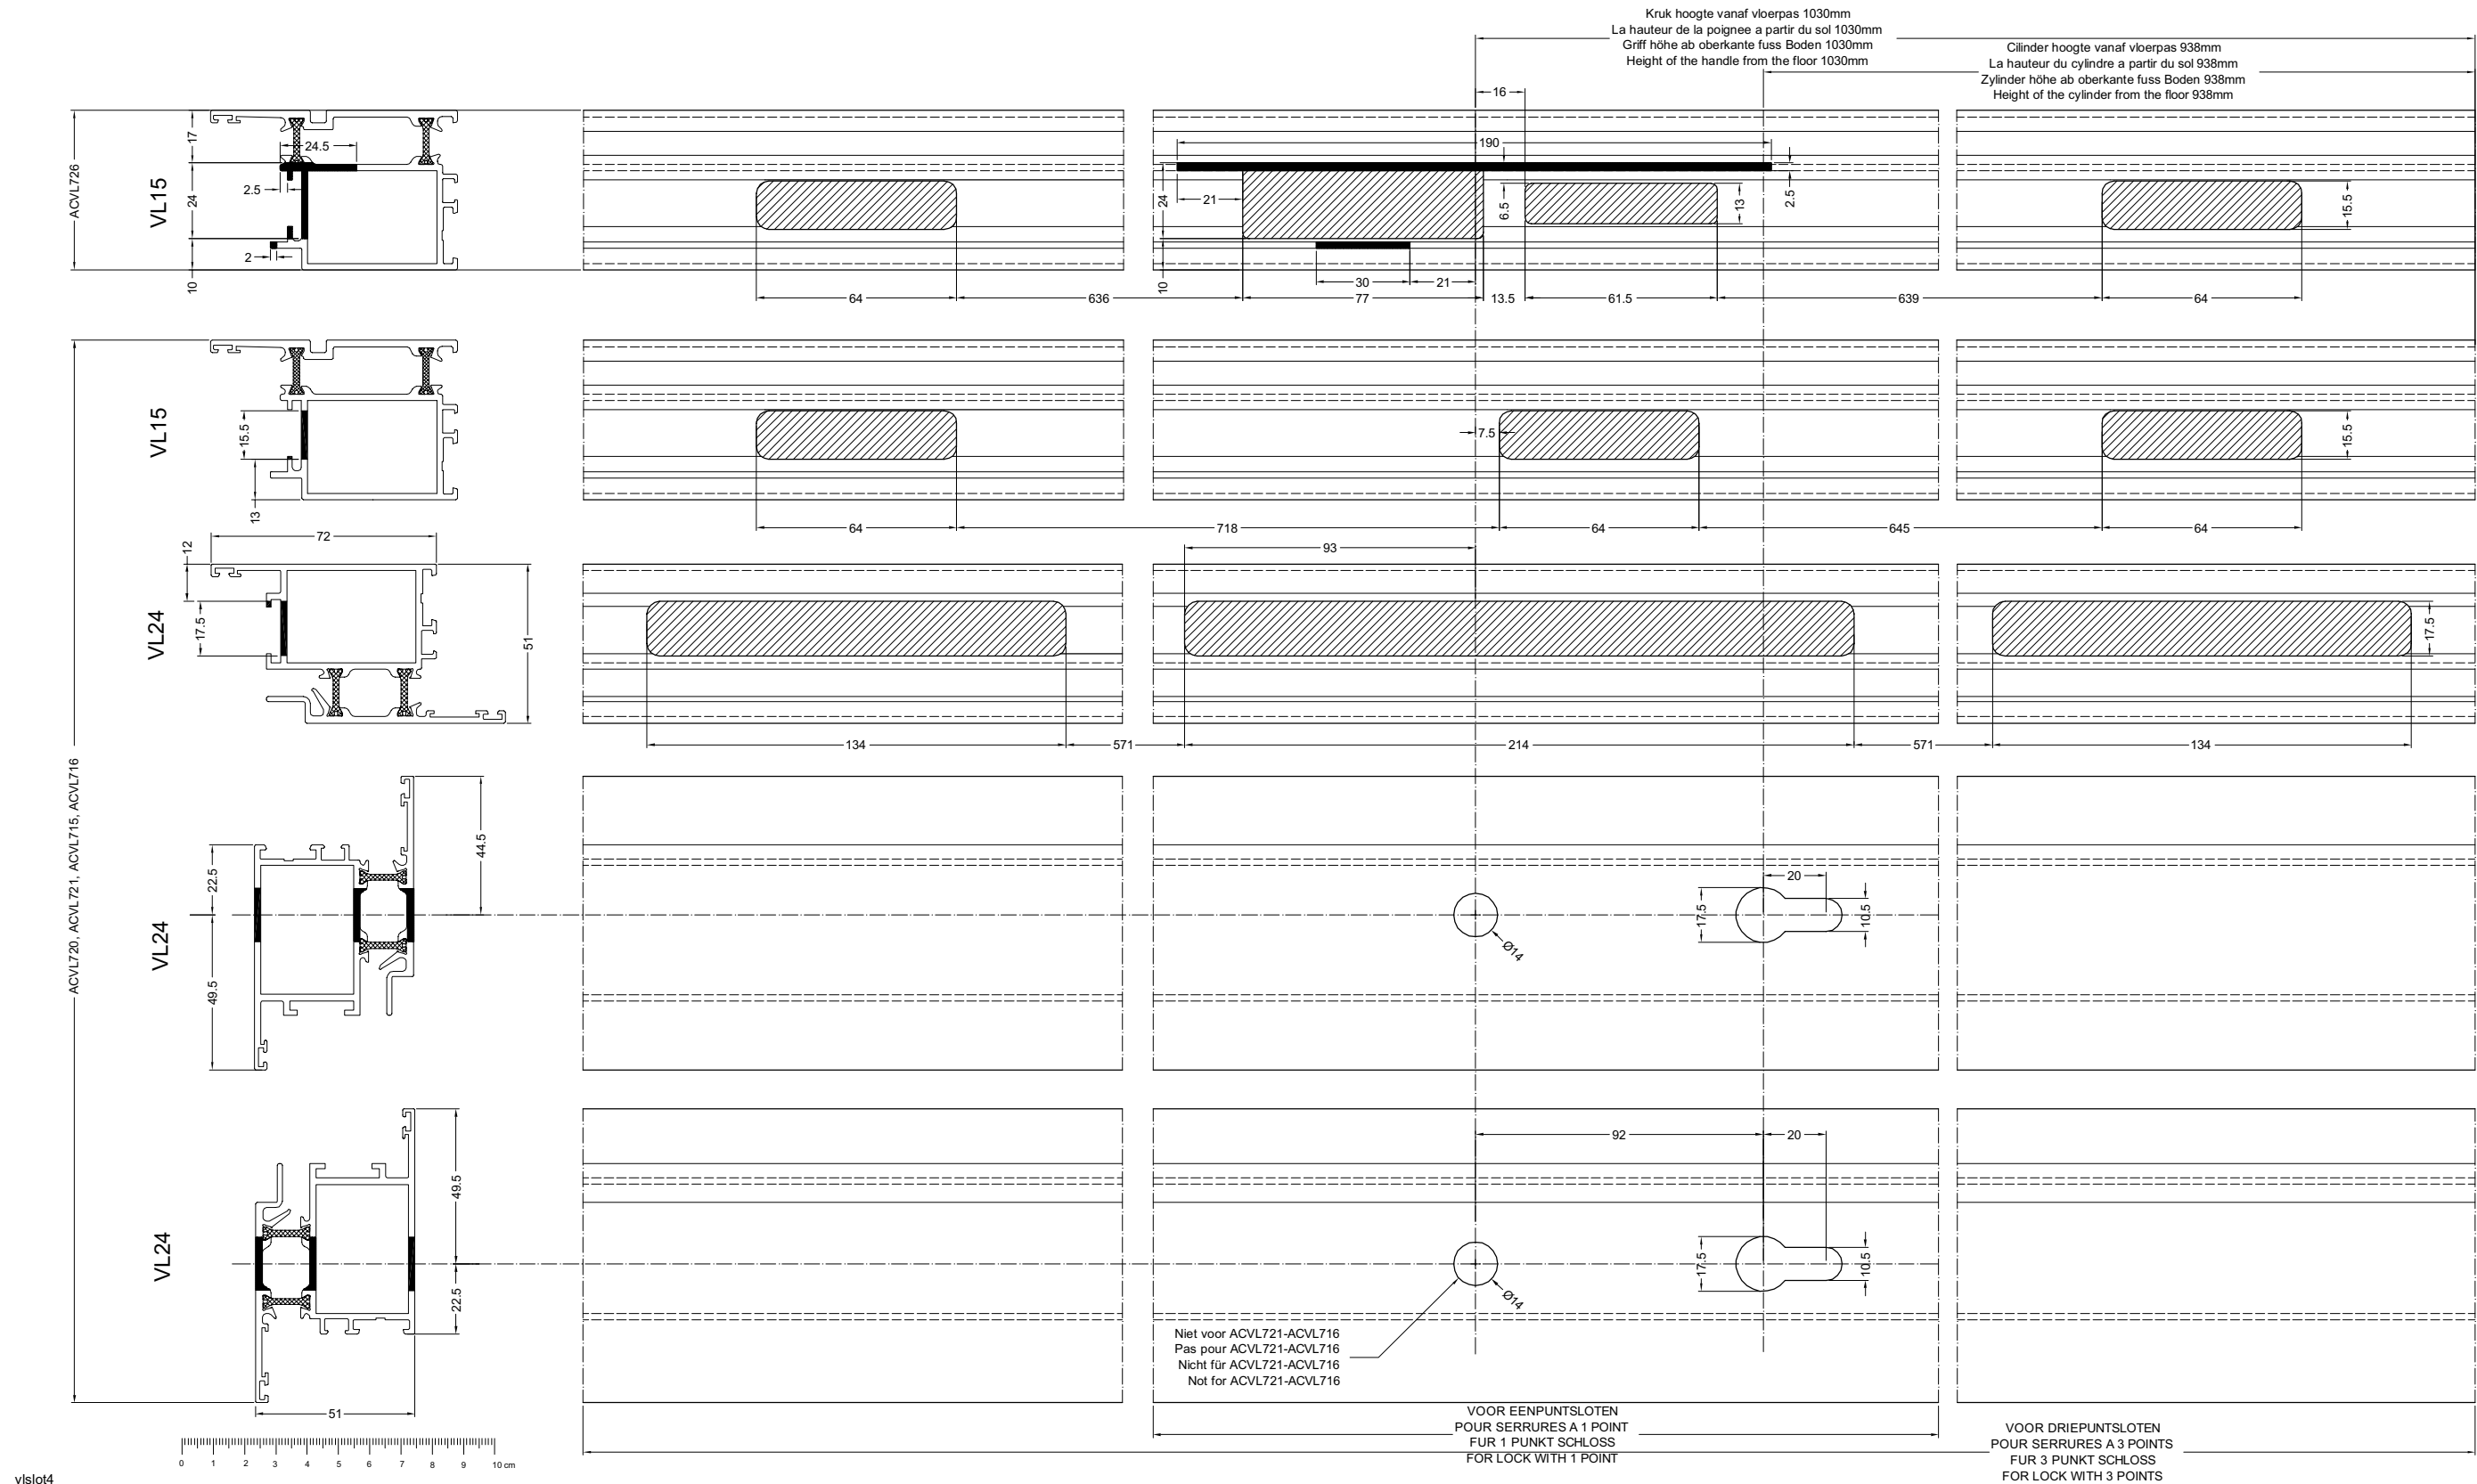 Kruk hoogte vanaf vloerpas 1030mm
La hauteur de la poignee a partir du sol 1030mm
Griff höhe ab oberkante fuss Boden 1030mm
Height of the handle from the floor 1030mm
Cilinder hoogte vanaf vloerpas 938mm
La hauteur du cylindre a partir du sol 938mm
Zylinder höhe ab oberkante fuss Boden 938mm
Height of the cylinder from the floor 938mm
ACVL726
VL15
17
24
10
24.5
2.5
2
16
190
21
24
10
6.5
13
2.5
15.5
30
21
64
636
77
13.5
61.5
639
64
VL15
15.5
13
7.5
15.5
64
718
64
645
64
VL24
72
12
17.5
51
93
17.5
134
571
214
571
134
ACVL720, ACVL721, ACVL715, ACVL716
VL24
22.5
49.5
44.5
Ø14
17.5
20
10.5
VL24
49.5
22.5
51
92
20
Ø14
17.5
10.5
Niet voor ACVL721-ACVL716
Pas pour ACVL721-ACVL716
Nicht für ACVL721-ACVL716
Not for ACVL721-ACVL716
VOOR EENPUNTSLOTEN
POUR SERRURES A 1 POINT
FUR 1 PUNKT SCHLOSS
FOR LOCK WITH 1 POINT
VOOR DRIEPUNTSLOTEN
POUR SERRURES A 3 POINTS
FUR 3 PUNKT SCHLOSS
FOR LOCK WITH 3 POINTS
0 1 2 3 4 5 6 7 8 9 10 cm
vlslot4